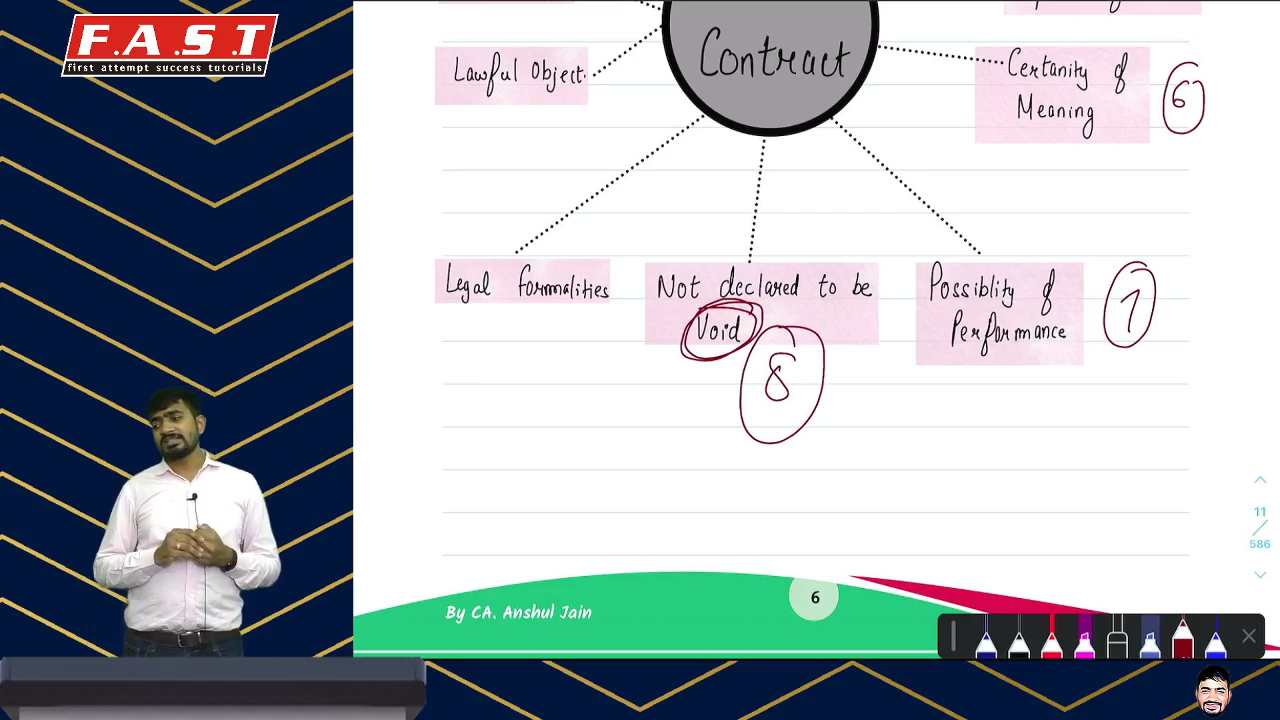 F.A.S.T
first attempt success tutorials
Contract
Lawful Object
Certanity of
Meaning
6
Legal formalities
Not declared to be
Void
8
Possiblity of
Performance
7
11
586
By CA. Anshul Jain
6